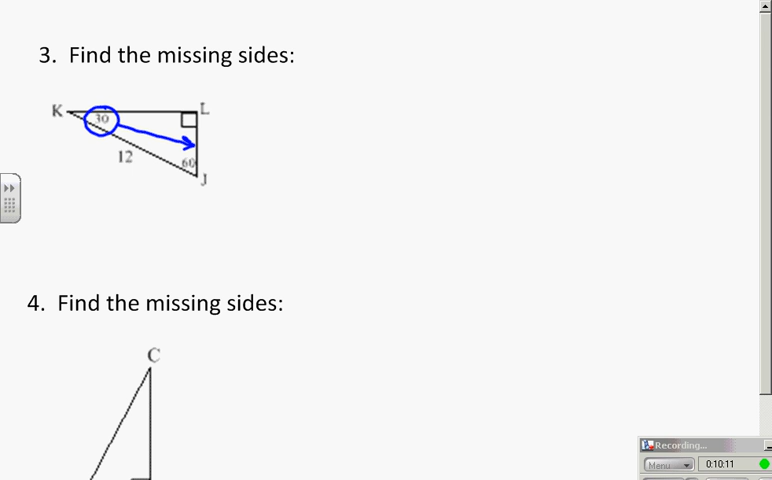 3. Find the missing sides:
K
L
30
12
60
J
4. Find the missing sides:
C
Recording...
Menu
0:10:11